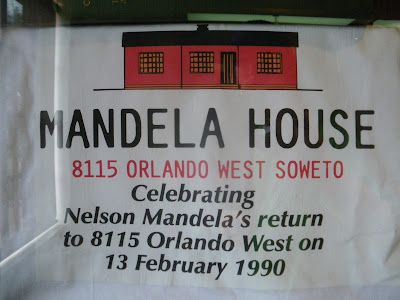 MANDELA HOUSE
8115 ORLANDO WEST SOWETO
Celebrating
Nelson Mandela's return
to 8115 Orlando West on
13 February 1990